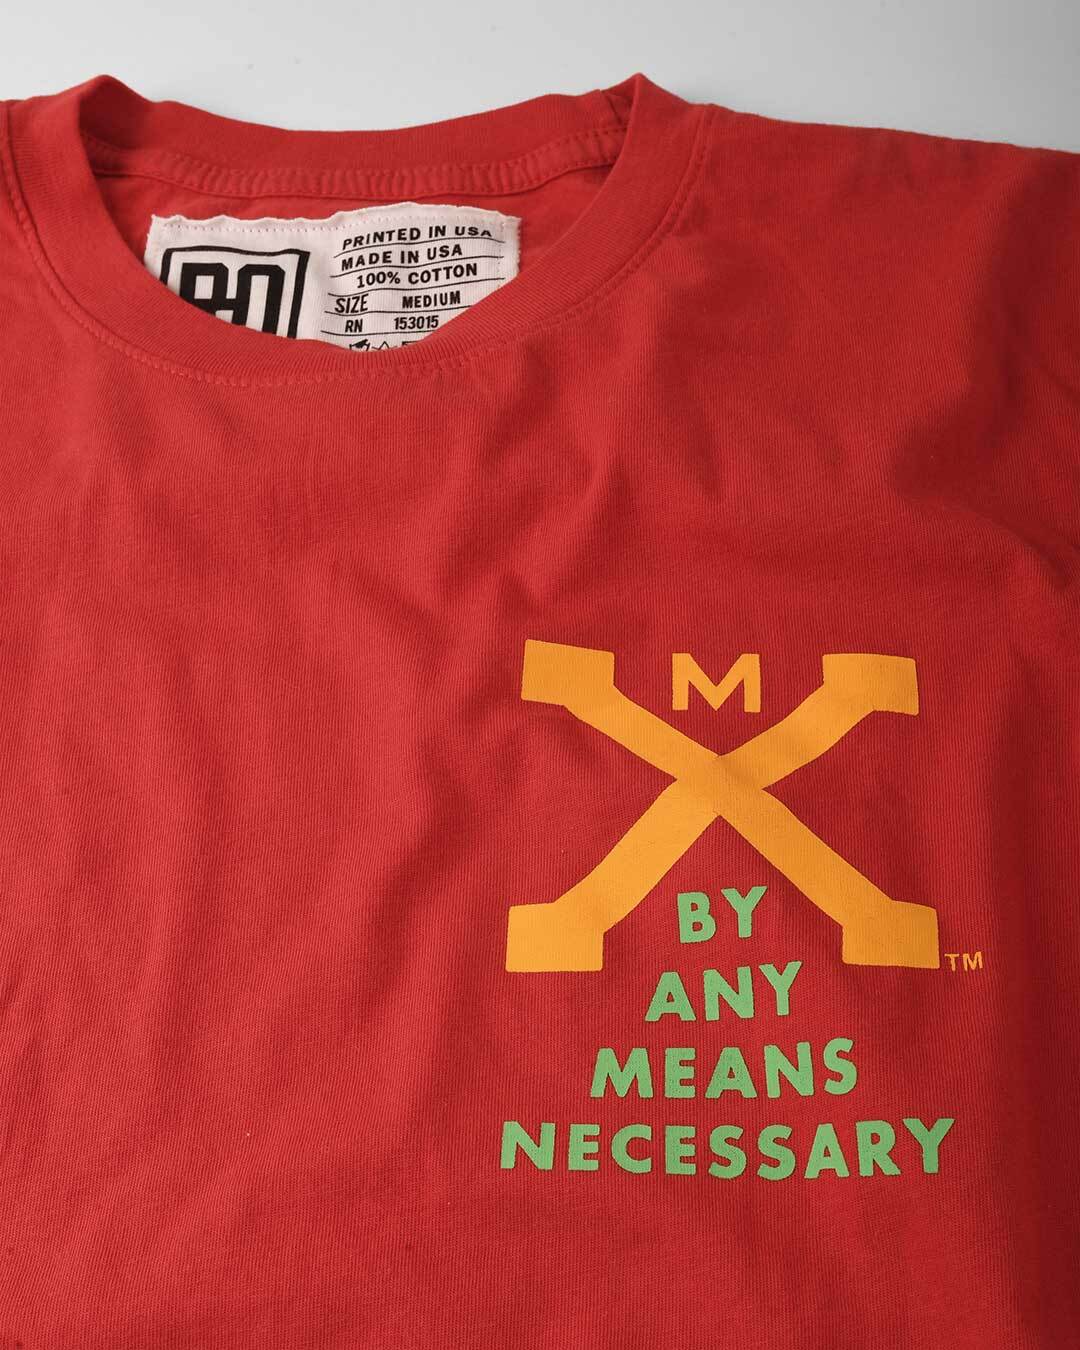 PRINTED IN USA
MADE IN USA
100% COTTON
SIZE MEDIUM
RN 153015
M
X
TM
BY
ANY
MEANS
NECESSARY